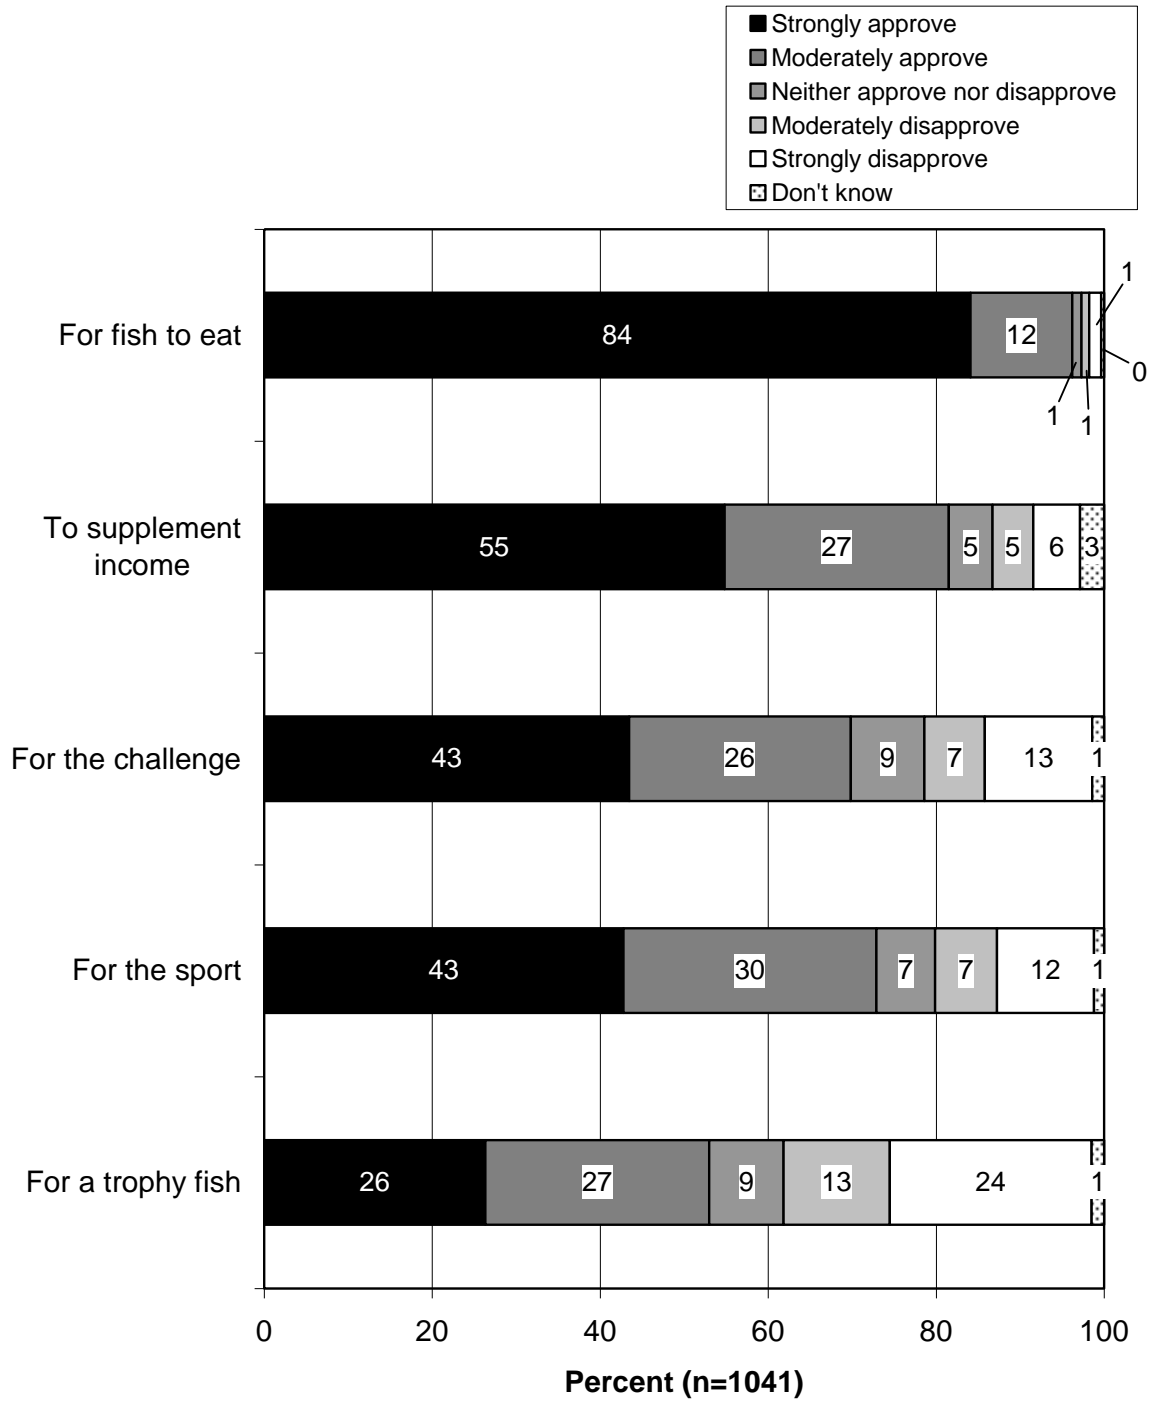 Strongly approve
Moderately approve
Neither approve nor disapprove
Moderately disapprove
Strongly disapprove
Don't know
For fish to eat
84
12
1
1
1
0
To supplement
income
55
27
5
5
6
3
For the challenge
43
26
9
7
13
1
For the sport
43
30
7
7
12
1
For a trophy fish
26
27
9
13
24
1
0 20 40 60 80 100
Percent (n=1041)